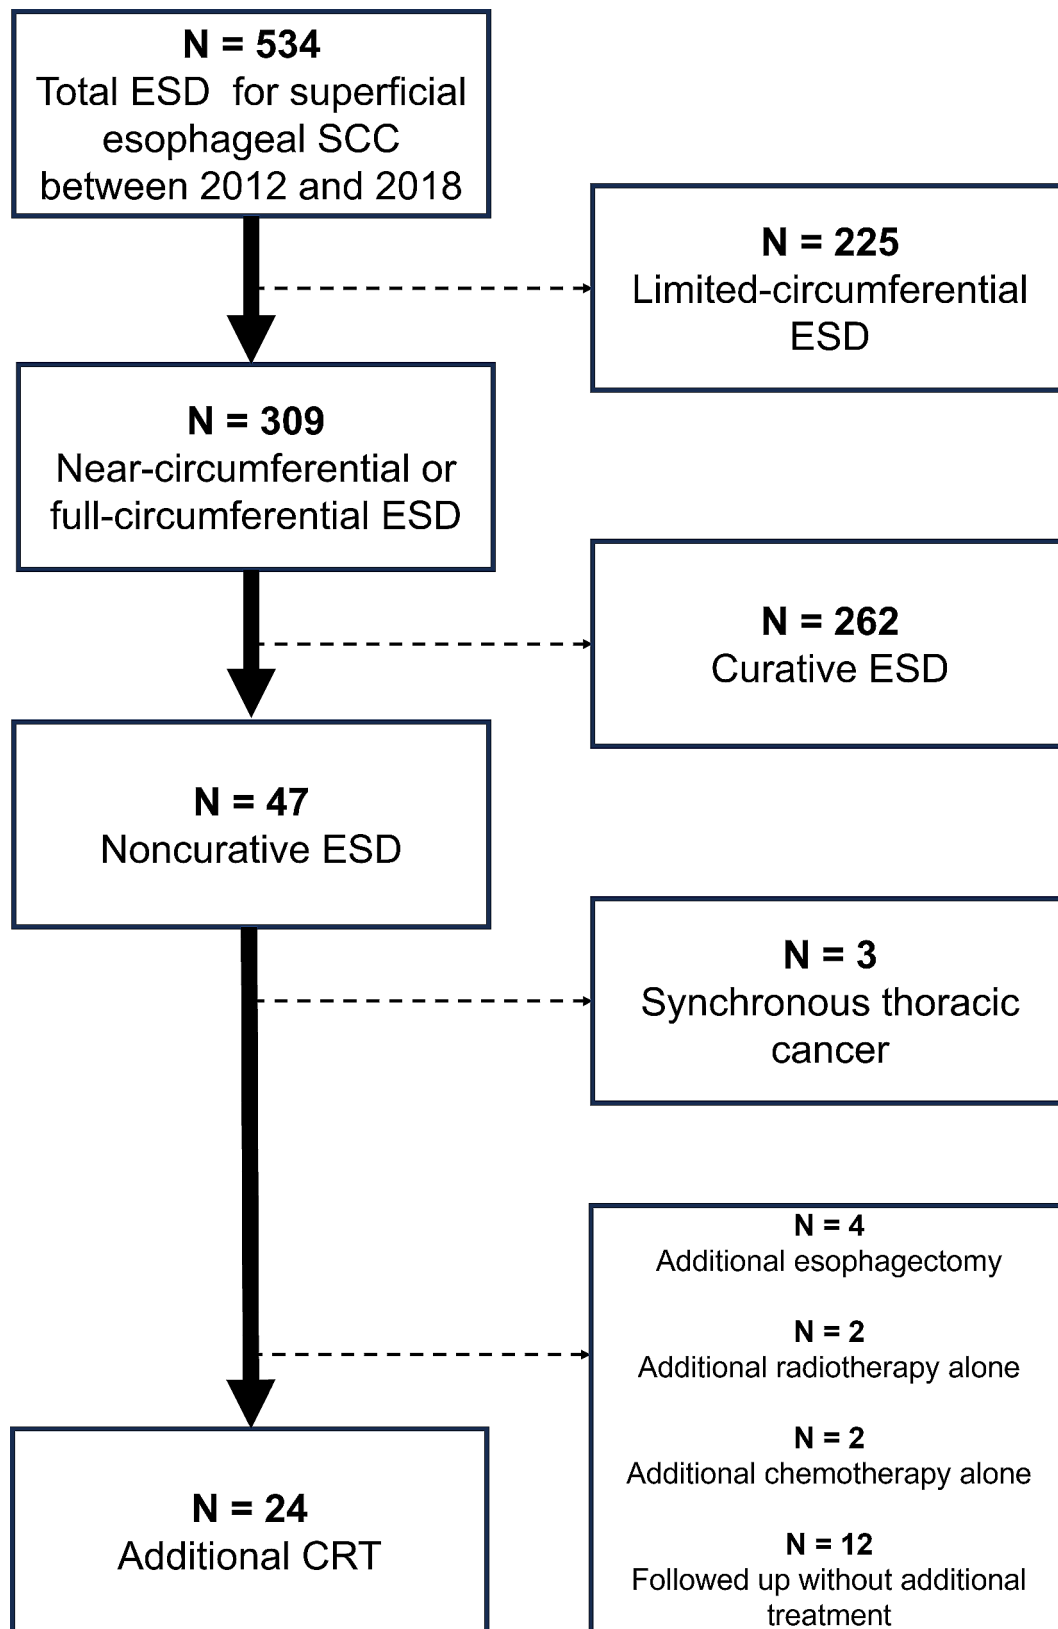 N = 534
Total ESD for superficial
esophageal SCC
between 2012 and 2018
N = 225
Limited-circumferential
ESD
N = 309
Near-circumferential or
full-circumferential ESD
N = 262
Curative ESD
N = 47
Noncurative ESD
N = 3
Synchronous thoracic
cancer
N = 4
Additional esophagectomy
N = 2
Additional radiotherapy alone
N = 2
Additional chemotherapy alone
N = 12
Followed up without additional
treatment
N = 24
Additional CRT